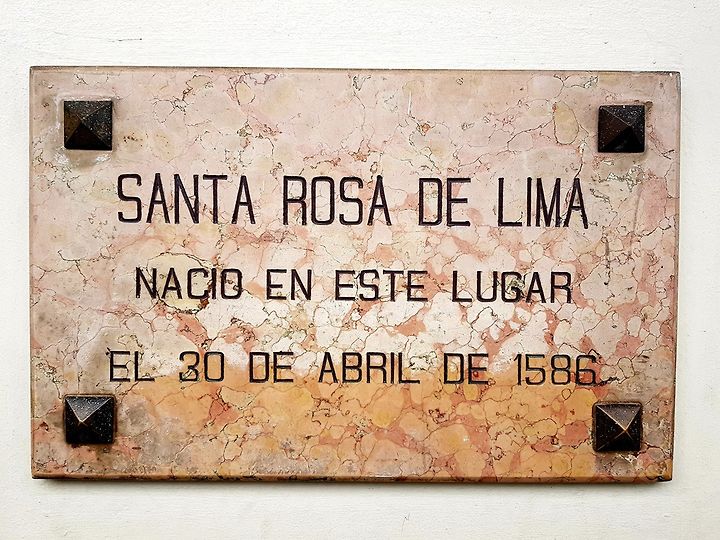 SANTA ROSA DE LIMA
NACIO EN ESTE LUGAR
EL 30 DE ABRIL DE 1586